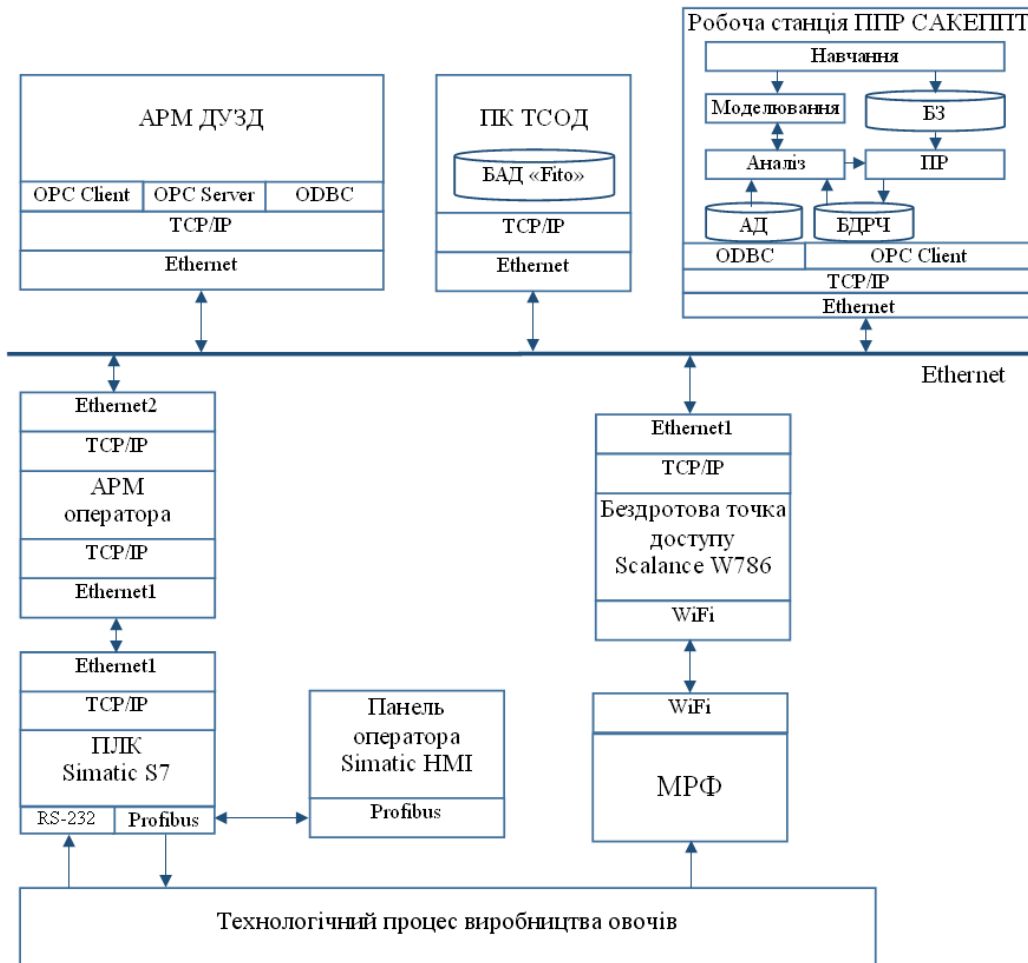 АРМ ДУЗД
OPC Client
OPC Server
ODBC
TCP/IP
Ethernet
ПК ТСОД
БАД «Fito»
TCP/IP
Ethernet
Робоча станція ППР САКЕППТ
Навчання
Моделювання
БЗ
Аналіз
ПР
АД
БДРЧ
ODBC
OPC Client
TCP/IP
Ethernet
Ethernet
Ethernet2
TCP/IP
АРМ
оператора
TCP/IP
Ethernet1
Ethernet1
TCP/IP
ПЛК
Simatic S7
RS-232
Profibus
Панель
оператора
Simatic HMI
Profibus
Ethernet1
TCP/IP
Бездротова точка
доступу
Scalance W786
WiFi
WiFi
МРФ
Технологічний процес виробництва овочів